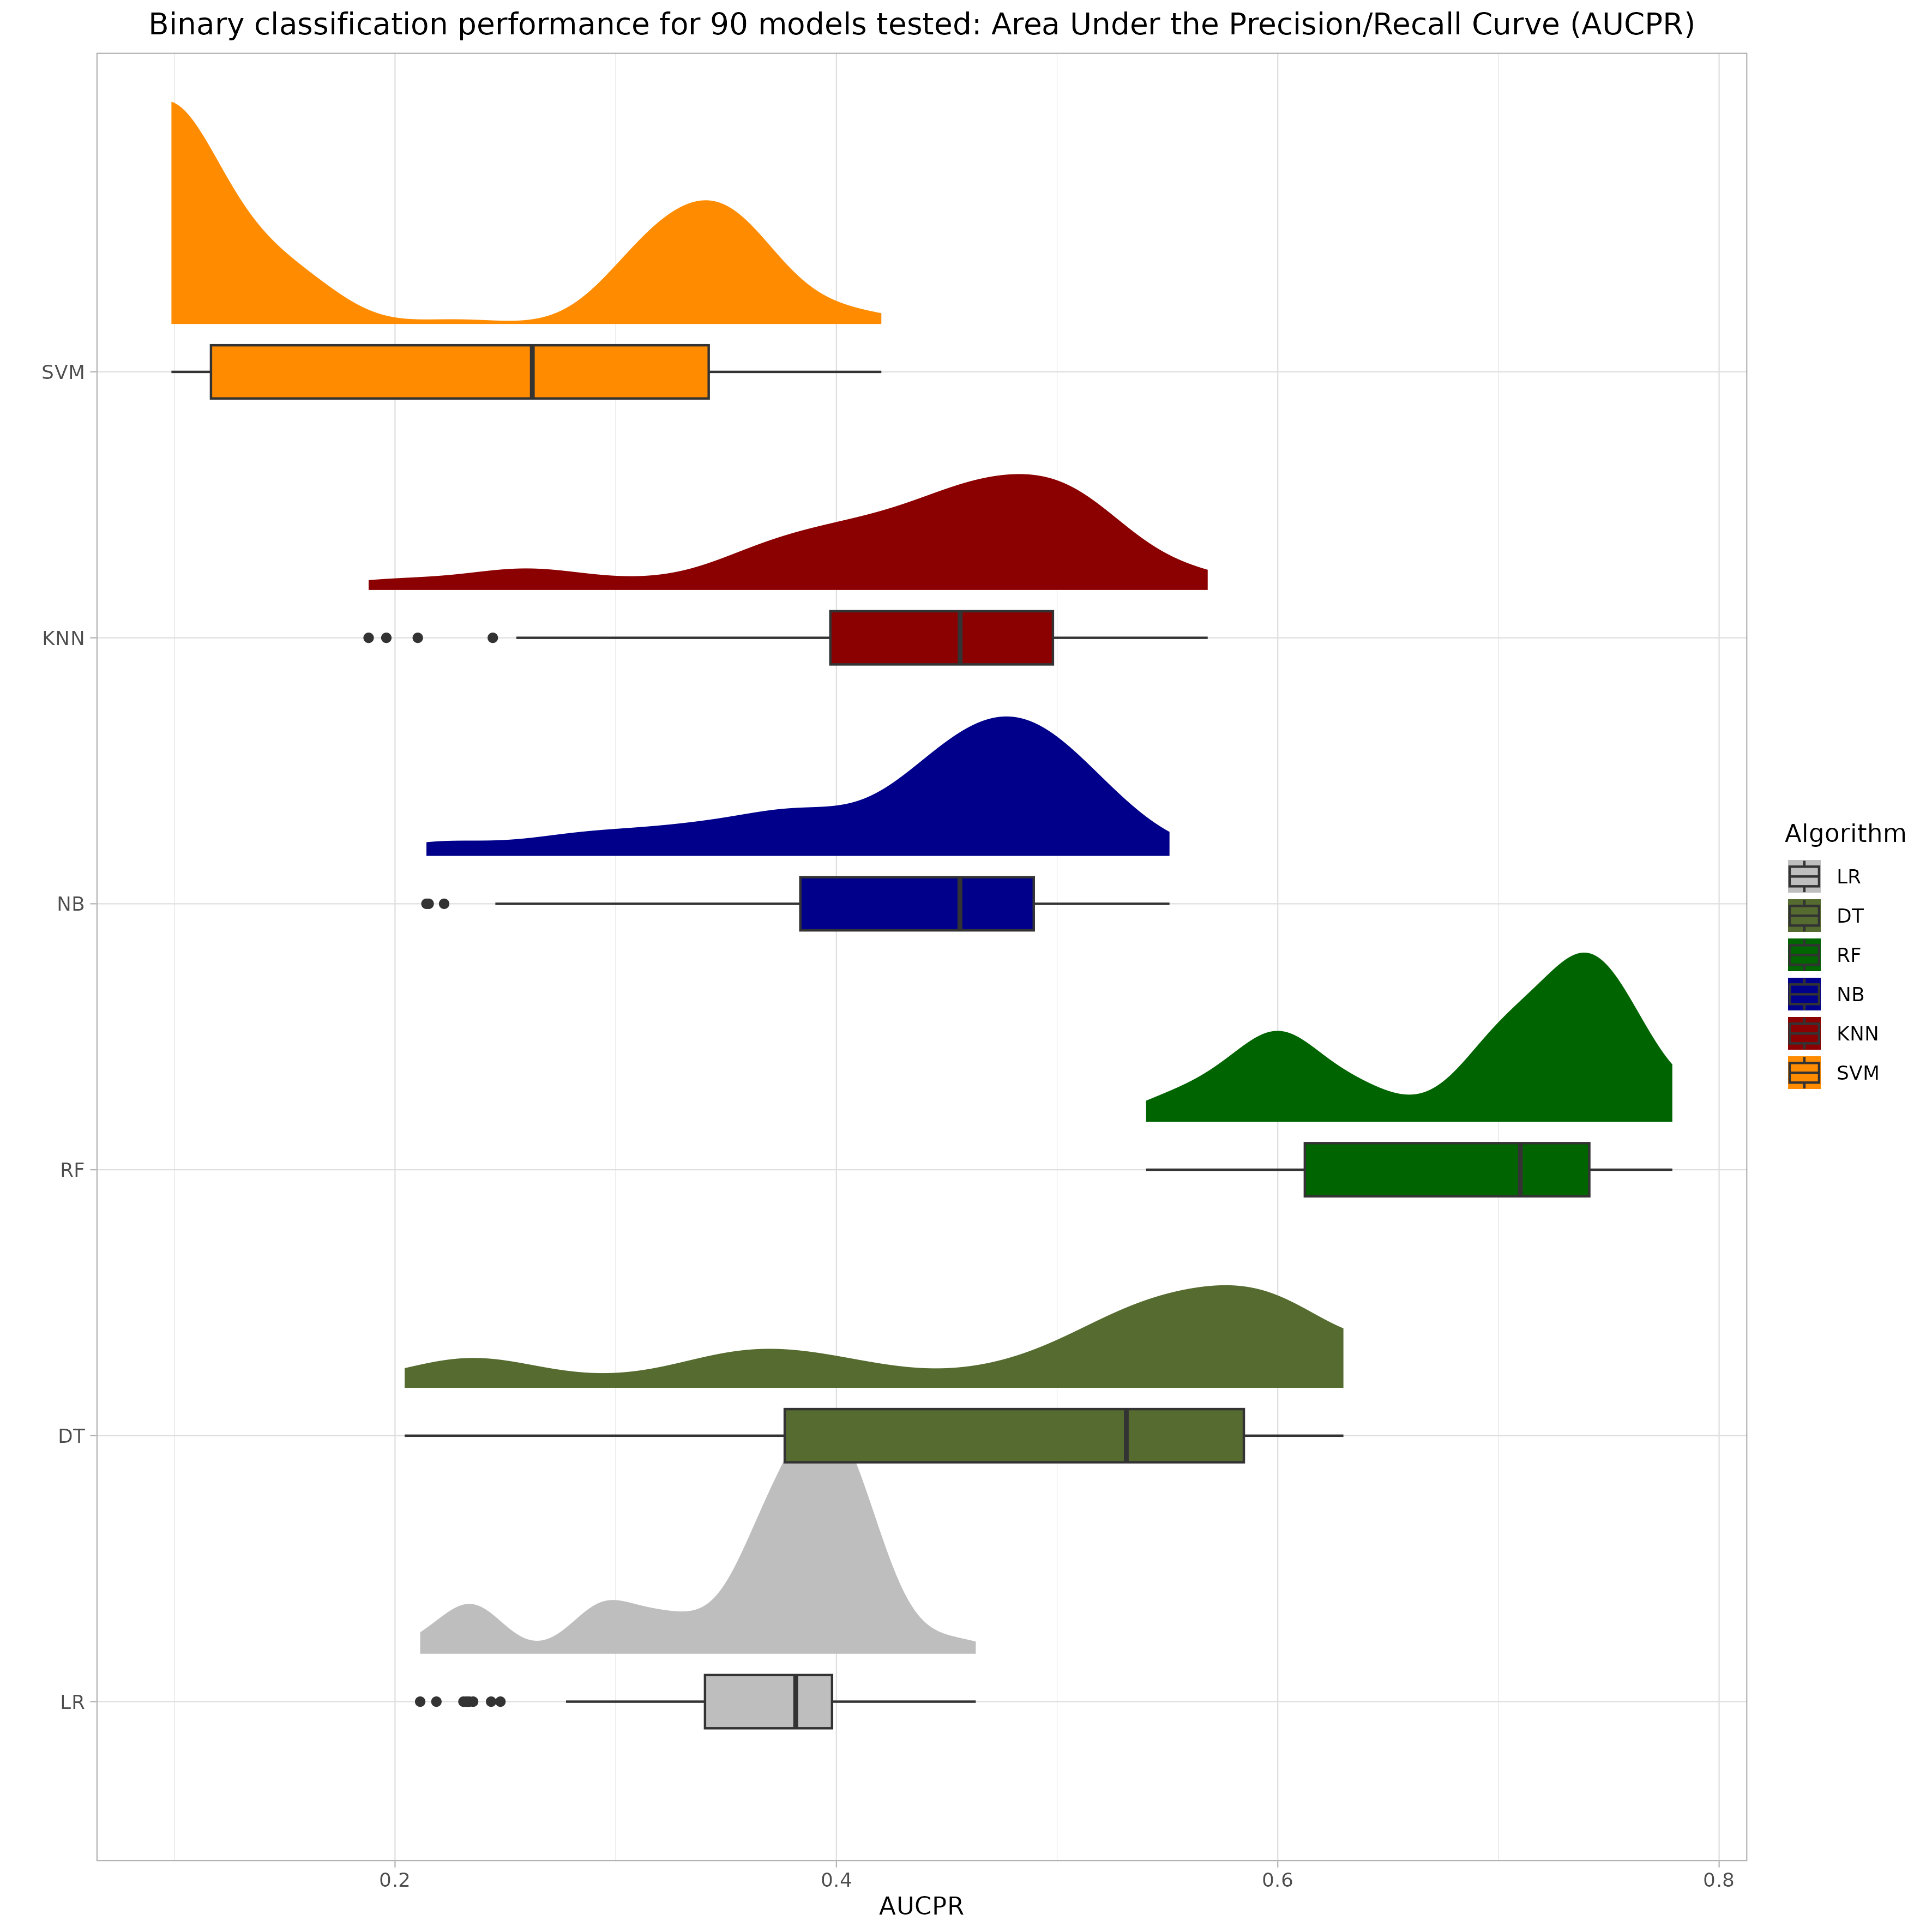 Binary classification performance for 90 models tested: Area Under the Precision/Recall Curve (AUCPR)
SVM
KNN
NB
RF
DT
LR
0.2 0.4 0.6 0.8
AUCPR
Algorithm
LR
DT
RF
NB
KNN
SVM